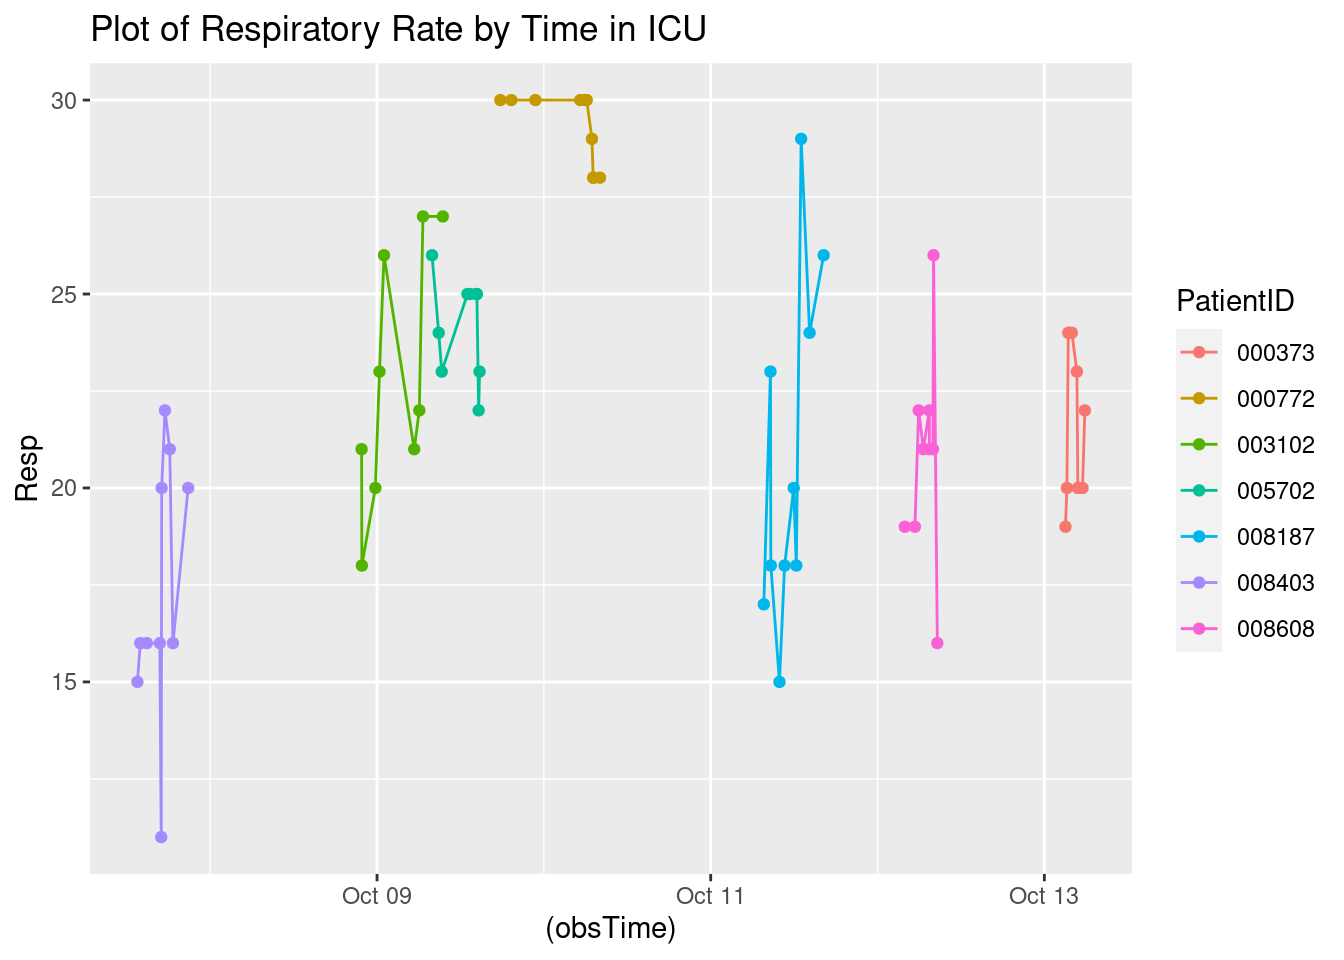 Plot of Respiratory Rate by Time in ICU
Resp
30
25
20
15
Oct 09
Oct 11
Oct 13
(obsTime)
PatientID
000373
000772
003102
005702
008187
008403
008608